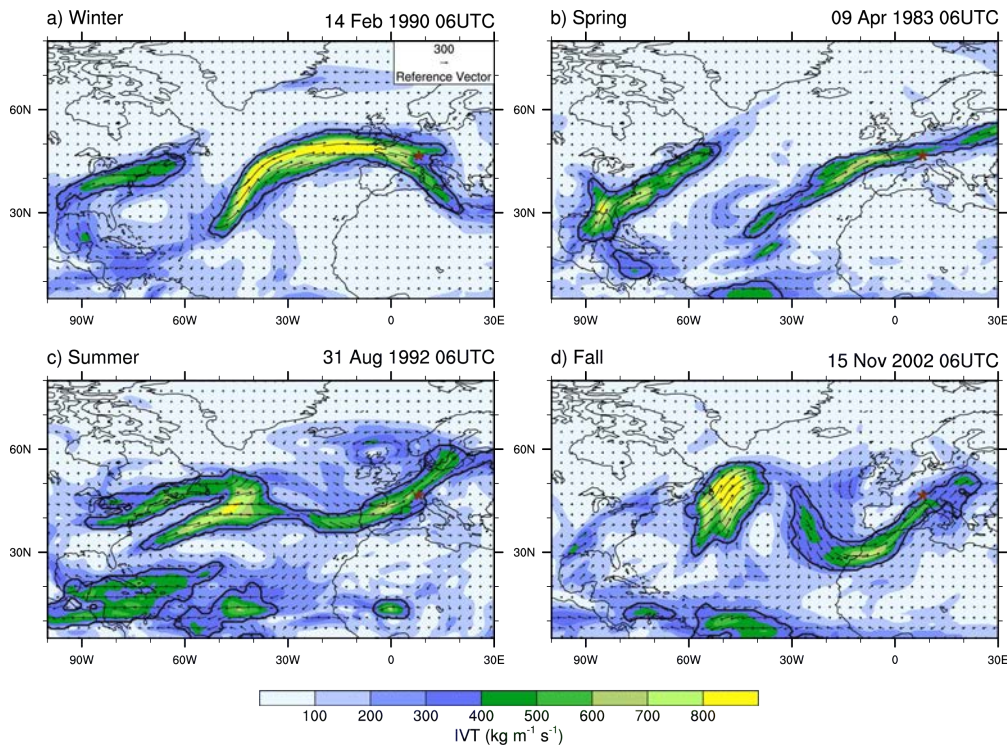 a) Winter 14 Feb 1990 06UTC
b) Spring 09 Apr 1983 06UTC
300
Reference Vector
60N 60N
30N 30N
90W 60W 30W 0 30E 90W 60W 30W 0 30E
c) Summer 31 Aug 1992 06UTC
d) Fall 15 Nov 2002 06UTC
60N 60N
30N 30N
90W 60W 30W 0 30E 90W 60W 30W 0 30E
100 200 300 400 500 600 700 800
IVT (kg m⁻¹ s⁻¹)